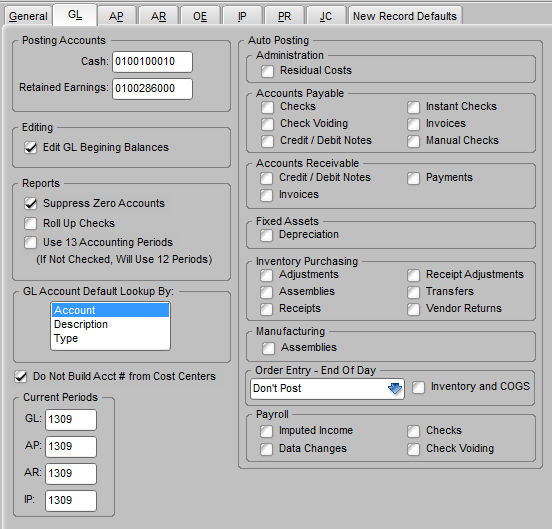 General GL AP AR OE IP PR JC New Record Defaults
Posting Accounts
Cash: 0100100010
Retained Earnings: 0100286000
Editing
Edit GL Begining Balances
Reports
Suppress Zero Accounts
Roll Up Checks
Use 13 Accounting Periods
(If Not Checked, Will Use 12 Periods)
GL Account Default Lookup By:
Account
Description
Type
Do Not Build Acct # from Cost Centers
Current Periods
GL: 1309
AP: 1309
AR: 1309
IP: 1309
Auto Posting
Administration
Residual Costs
Accounts Payable
Checks Instant Checks
Check Voiding Invoices
Credit / Debit Notes Manual Checks
Accounts Receivable
Credit / Debit Notes Payments
Invoices
Fixed Assets
Depreciation
Inventory Purchasing
Adjustments Receipt Adjustments
Assemblies Transfers
Receipts Vendor Returns
Manufacturing
Assemblies
Order Entry - End Of Day
Don't Post Inventory and COGS
Payroll
Imputed Income Checks
Data Changes Check Voiding